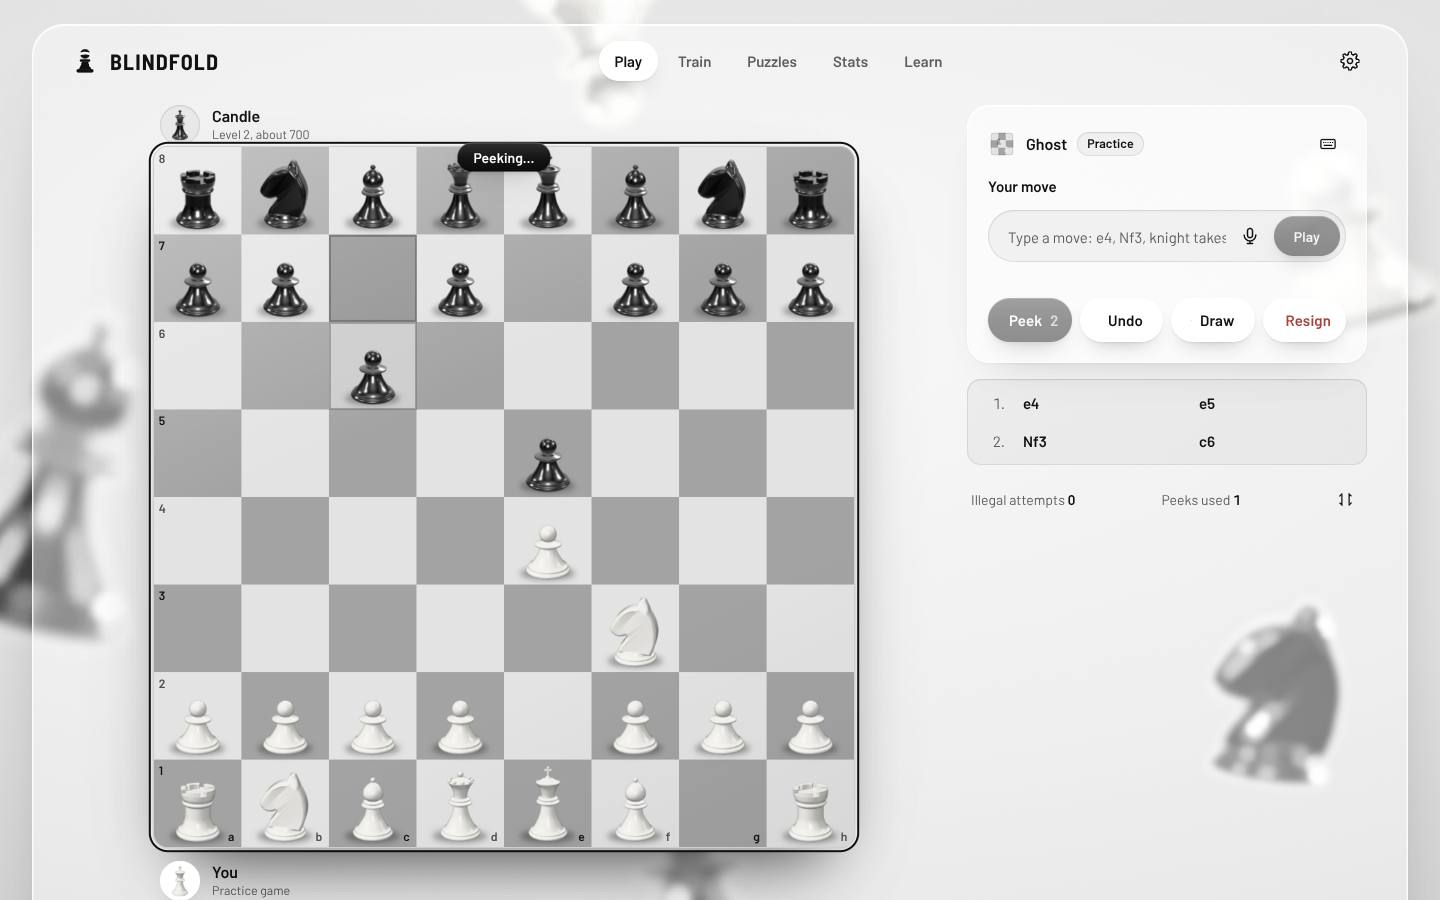 BLINDFOLD
Play
Train
Puzzles
Stats
Learn
Candle
Level 2, about 700
Peeking...
8
7
6
5
4
3
2
1
a
b
c
d
e
f
g
h
You
Practice game
Ghost
Practice
Your move
Type a move: e4, Nf3, knight takes
Play
Peek 2
Undo
Draw
Resign
1. e4 e5
2. Nf3 c6
Illegal attempts 0
Peeks used 1